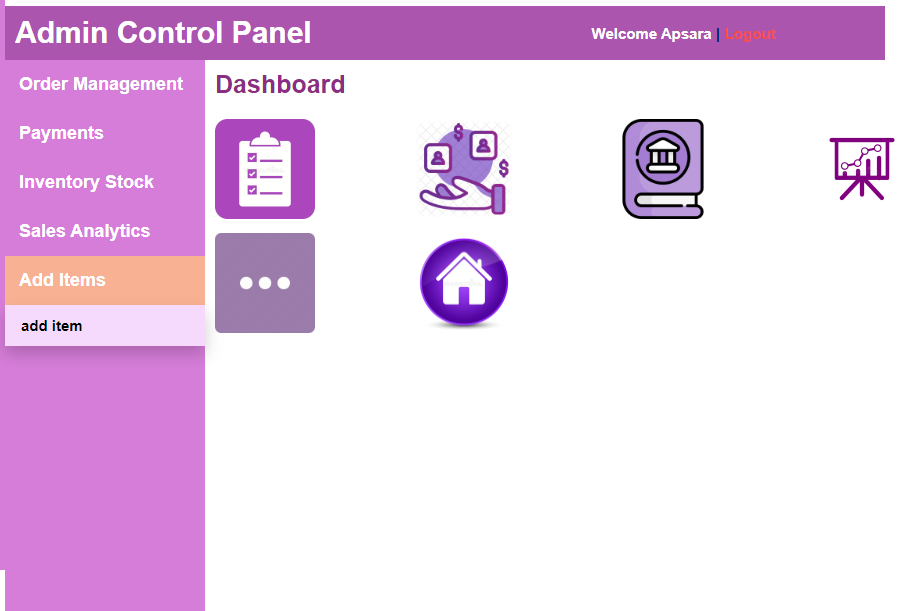 Admin Control Panel
Welcome Apsara | Logout
Order Management
Payments
Inventory Stock
Sales Analytics
Add Items
add item
Dashboard
$
$